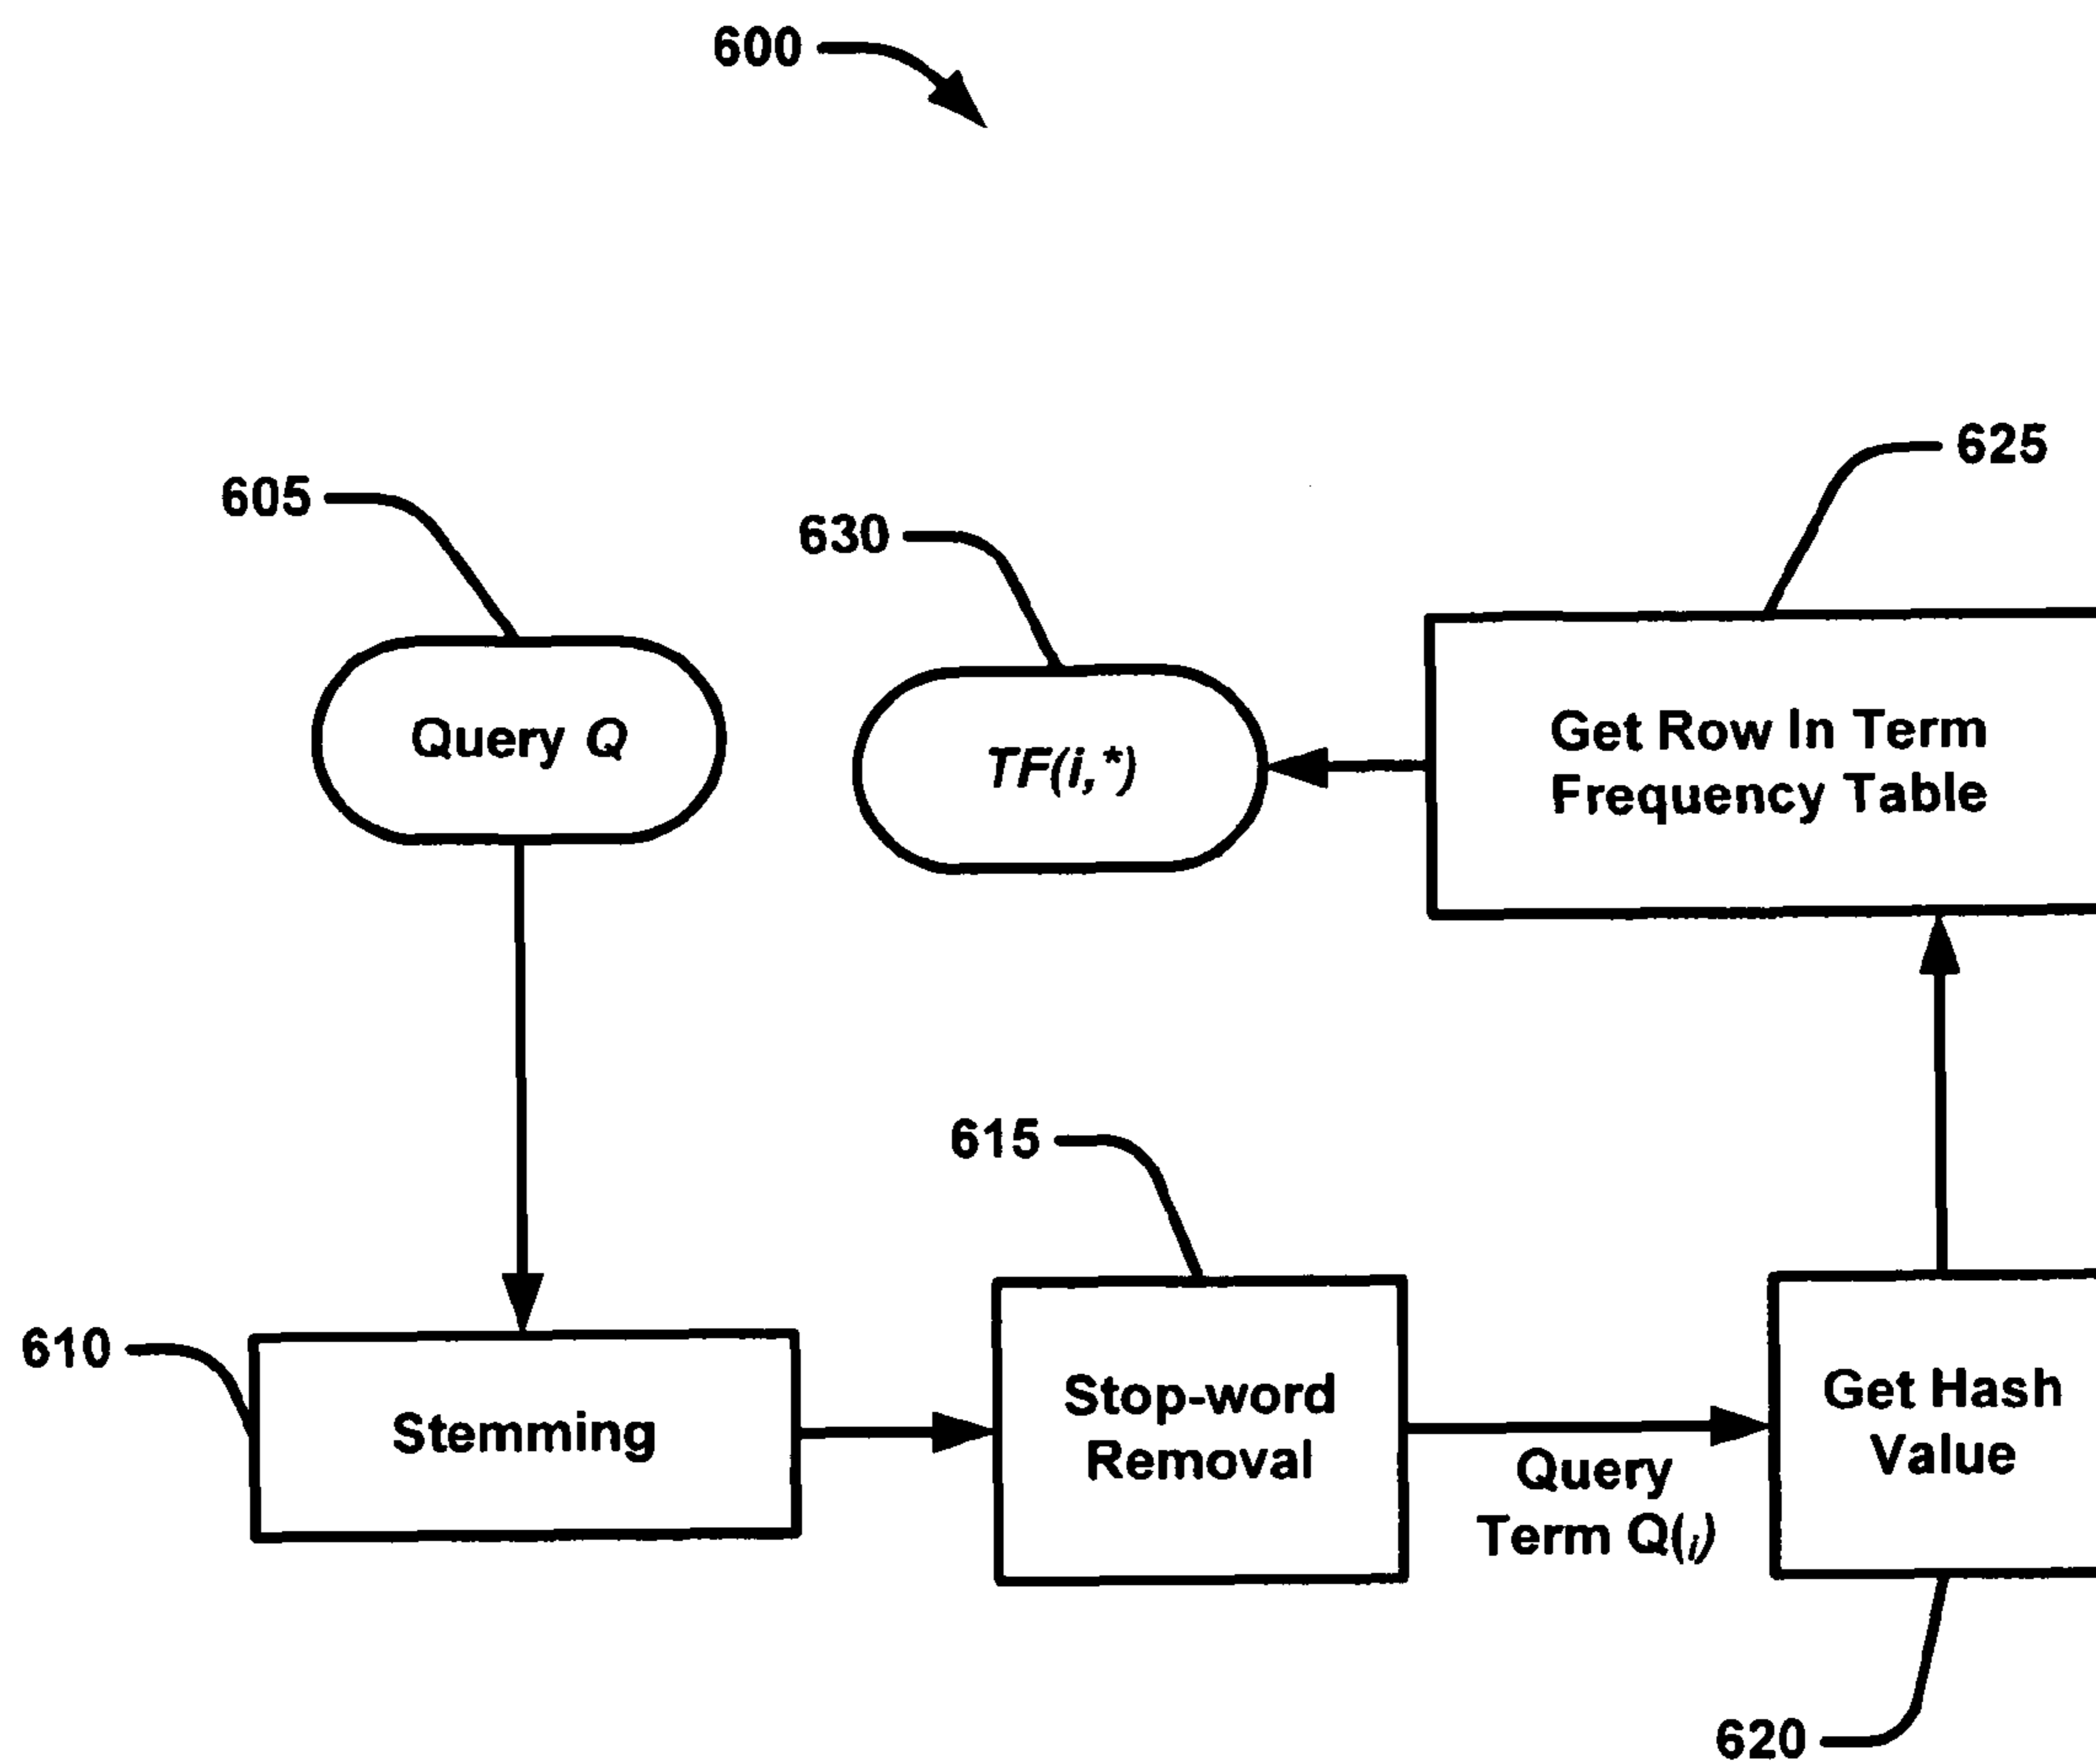 600
625
605
630
Query Q
TF(i,*)
Get Row In Term
Frequency Table
615
610
Stemming
Stop-word
Removal
Query
Term Q(i)
Get Hash
Value
620